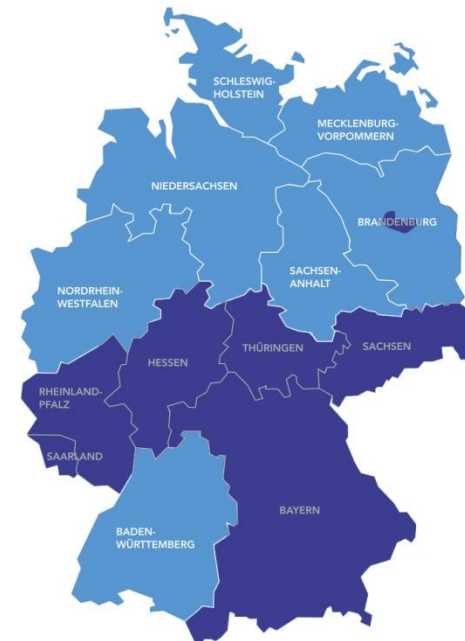 SCHLESWIG-
HOLSTEIN
MECKLENBURG-
VORPOMMERN
NIEDERSACHSEN
BRANDENBURG
SACHSEN-
ANHALT
NORDRHEIN-
WESTFALEN
HESSEN
THÜRINGEN
SACHSEN
RHEINLAND-
PFALZ
SAARLAND
BAYERN
BADEN-
WÜRTTEMBERG